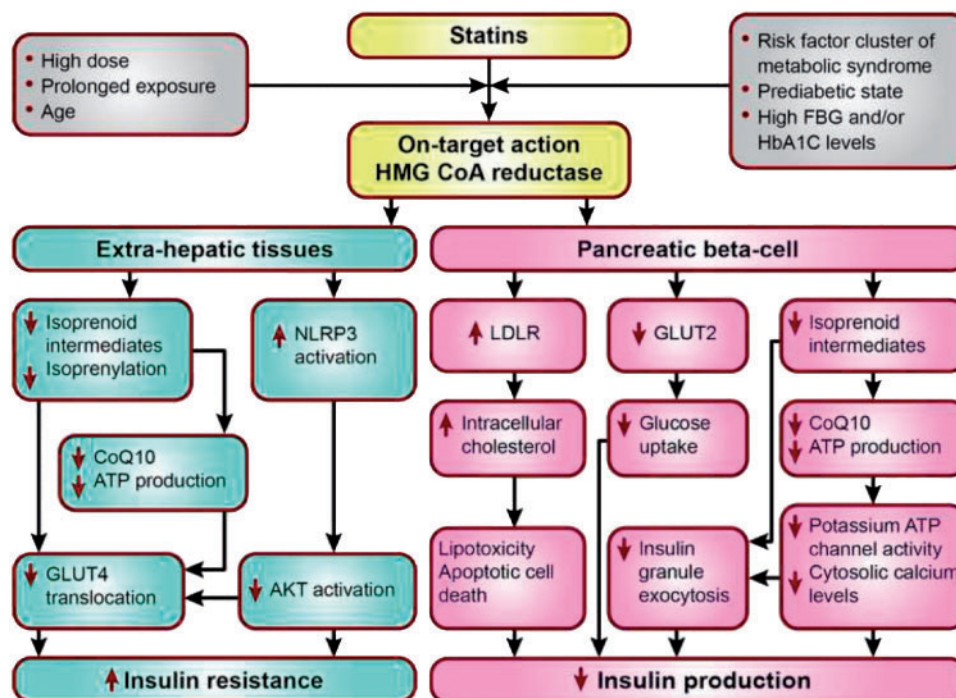 Statins
• High dose
• Prolonged exposure
• Age
• Risk factor cluster of
metabolic syndrome
• Prediabetic state
• High FBG and/or
HbA1C levels
On-target action
HMG CoA reductase
Extra-hepatic tissues
Pancreatic beta-cell
↓ Isoprenoid
intermediates
↓ Isoprenylation
↑ NLRP3
activation
↑ LDLR
↓ GLUT2
↓ Isoprenoid
intermediates
↓ CoQ10
↓ ATP production
↑ Intracellular
cholesterol
↓ Glucose
uptake
↓ CoQ10
↓ ATP production
↓ GLUT4
translocation
↓ AKT activation
Lipotoxicity
Apoptotic cell
death
↓ Insulin
granule
exocytosis
↓ Potassium ATP
channel activity
↓ Cytosolic calcium
levels
↑ Insulin resistance
↓ Insulin production